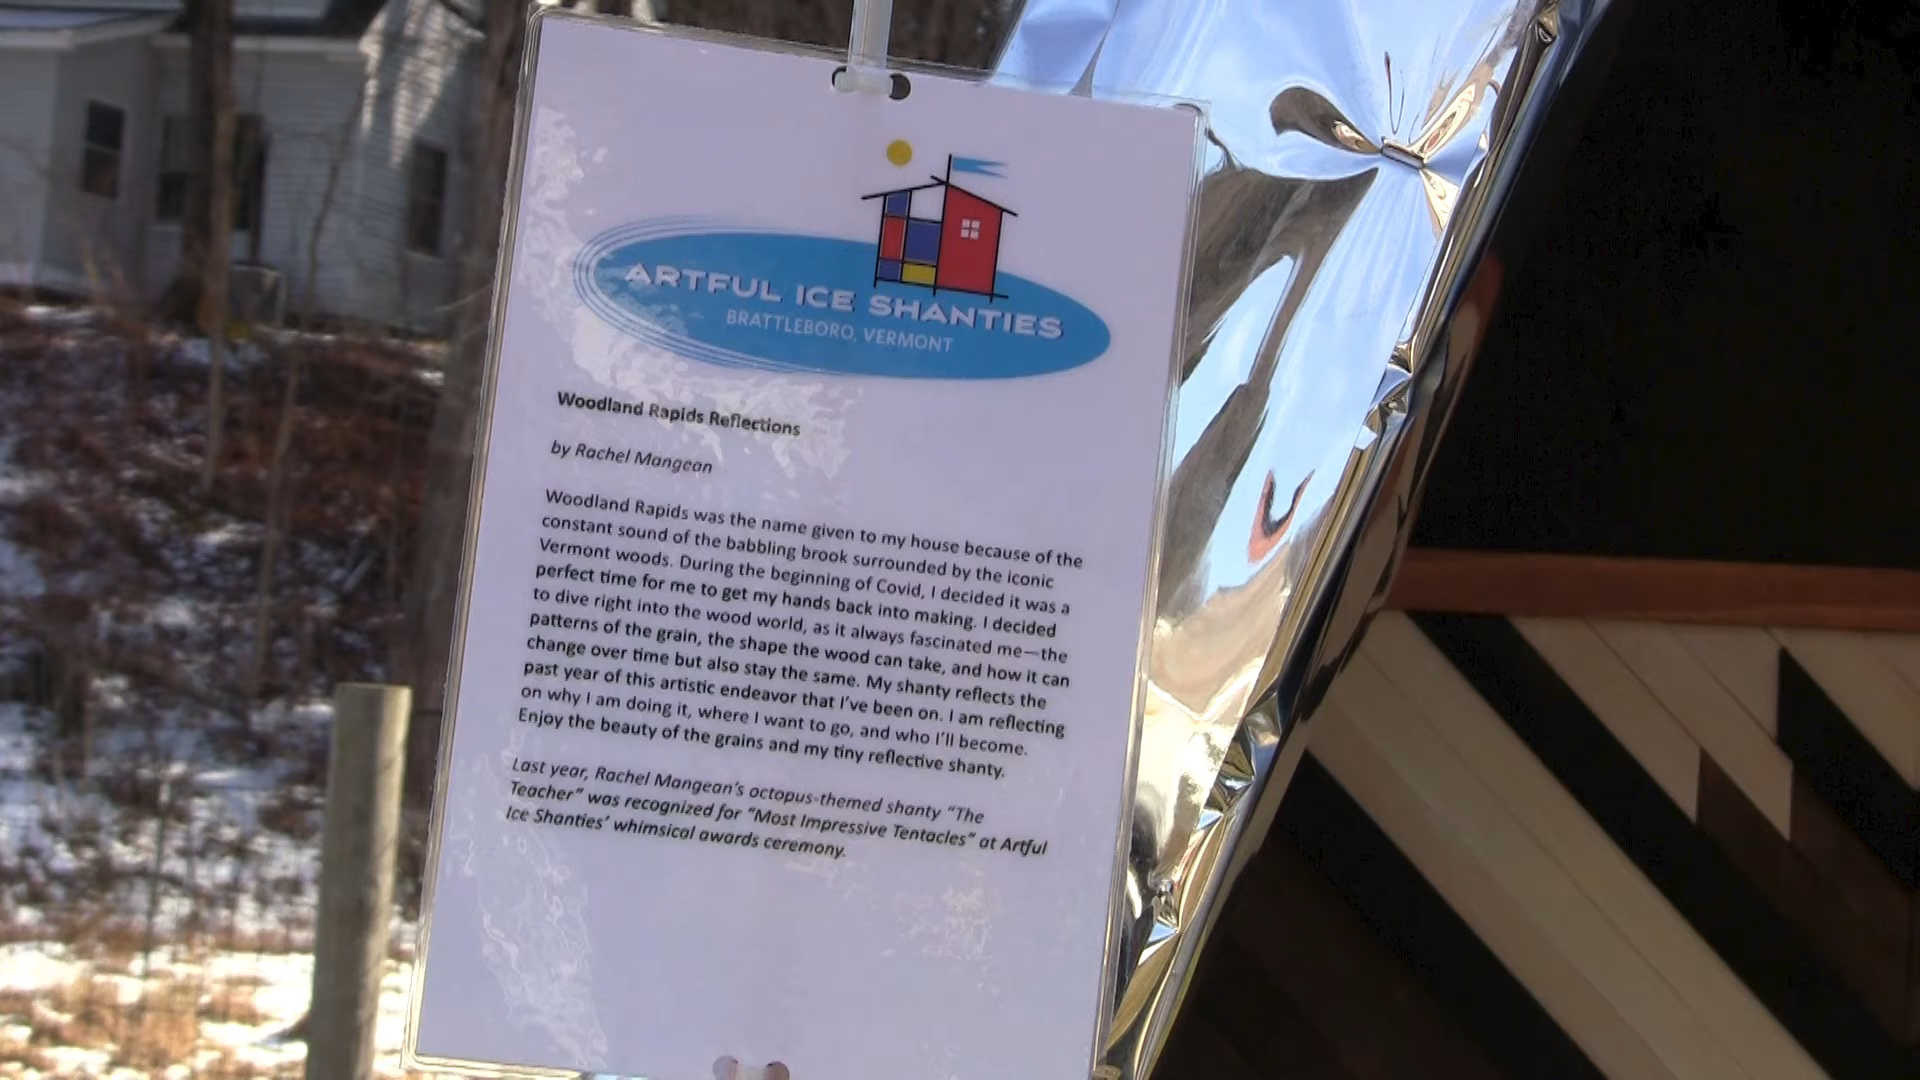 ARTFUL ICE SHANTIES
BRATTLEBORO, VERMONT
Woodland Rapids Reflections
by Rachel Mangean
Woodland Rapids was the name given to my house because of the
constant sound of the babbling brook surrounded by the iconic
Vermont woods. During the beginning of Covid, I decided it was a
perfect time for me to get my hands back into making. I decided
to dive right into the wood world, as it always fascinated me—the
patterns of the grain, the shape the wood can take, and how it can
change over time but also stay the same. My shanty reflects the
past year of this artistic endeavor that I've been on. I am reflecting
on why I am doing it, where I want to go, and who I'll become.
Enjoy the beauty of the grains and my tiny reflective shanty.
Last year, Rachel Mangean's octopus-themed shanty "The
Teacher" was recognized for "Most Impressive Tentacles" at Artful
Ice Shanties' whimsical awards ceremony.